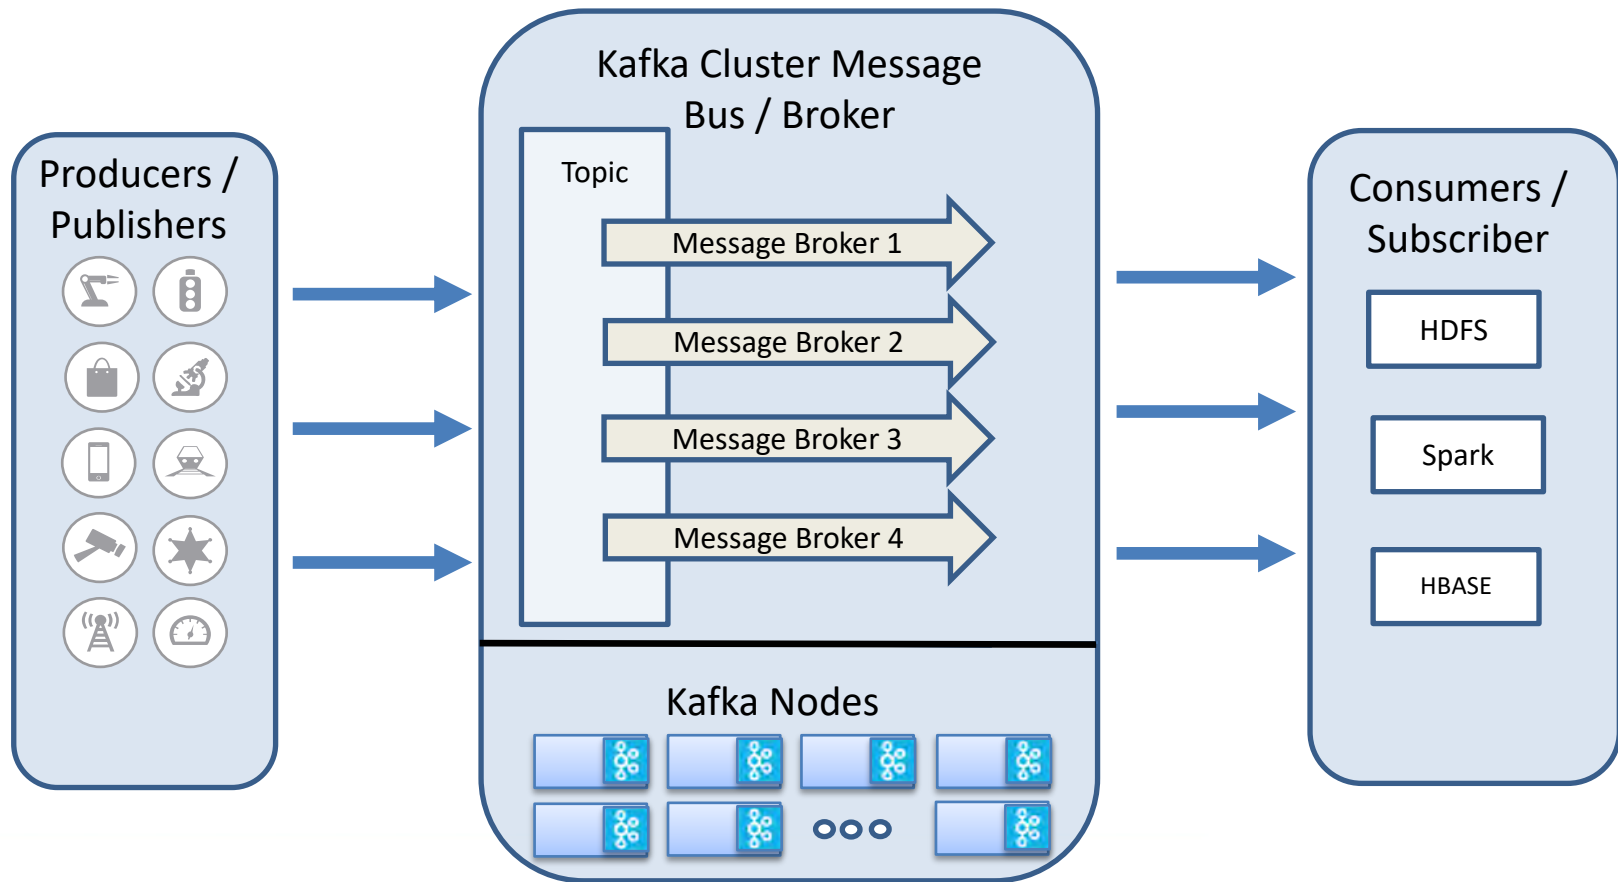 Producers /
Publishers
Kafka Cluster Message
Bus / Broker
Topic
Message Broker 1
Message Broker 2
Message Broker 3
Message Broker 4
Kafka Nodes
Consumers /
Subscriber
HDFS
Spark
HBASE